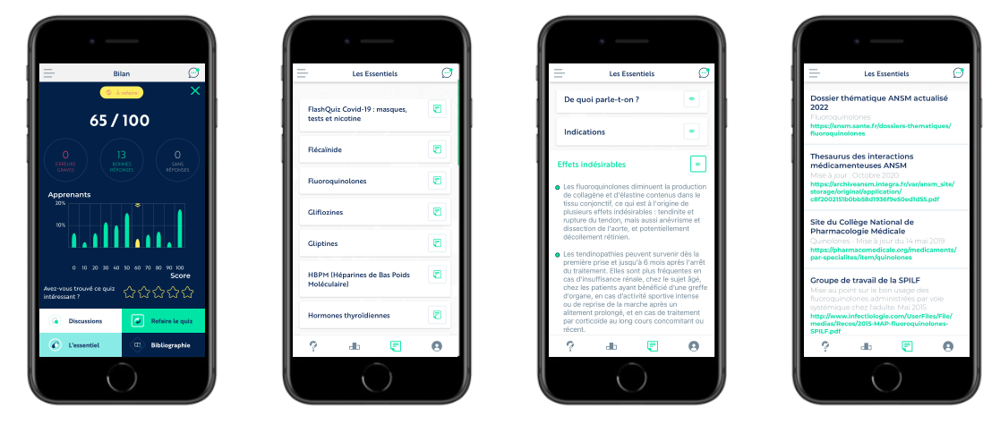 Bilan
À refaire
65 / 100
0
ERREURS
GRAVES
13
BONNES
RÉPONSES
0
SANS
RÉPONSES
Apprenants
20%
10%
0 10 20 30 40 50 60 70 80 90 100
Score
Avez-vous trouvé ce quiz
intéressant ?
Discussions
Refaire le quiz
L'essentiel
Bibliographie
Les Essentiels
FlashQuiz Covid-19 : masques,
tests et nicotine
Flécaïnide
Fluoroquinolones
Gliflozines
Gliptines
HBPM (Héparines de Bas Poids
Moléculaire)
Hormones thyroïdiennes
Les Essentiels
De quoi parle-t-on ?
Indications
Effets indésirables
Les fluoroquinolones diminuent la production
de collagène et d'élastine contenus dans le
tissu conjonctif, ce qui est à l'origine de
plusieurs effets indésirables : tendinite et
rupture du tendon, mais aussi anévrisme et
dissection de l'aorte, et potentiellement
décollement rétinien.
Les tendinopathies peuvent survenir dès la
première prise et jusqu'à 6 mois après l'arrêt
du traitement. Elles sont plus fréquentes en
cas d'insuffisance rénale, chez le sujet âgé,
chez les patients ayant bénéficié d'une greffe
d'organe, en cas d'activité sportive intense
ou de reprise de la marche après un
alitement prolongé, et en cas de traitement
par corticoïde au long cours concomitant ou
récent.
Les Essentiels
Dossier thématique ANSM actualisé
2022
Fluoroquinolones
https://ansm.sante.fr/dossiers-thematiques/
fluoroquinolones
Thesaurus des interactions
médicamenteuses ANSM
Mise à jour : Octobre 2020
https://archiveansm.integra.fr/var/ansm_site/
storage/original/application/
c8f2002151b0bb58d1936f9e50ed1d55.pdf
Site du Collège National de
Pharmacologie Médicale
Quinolones - Mise à jour du 14 mai 2019
https://pharmacomedicale.org/medicaments/
par-specialites/item/quinolones
Groupe de travail de la SPILF
Mise au point sur le bon usage des
fluoroquinolones administrées par voie
systémique chez l'adulte. Mai 2015
http://www.infectiologie.com/UserFiles/File/
medias/Recos/2015-MAP-fluoroquinolones-
SPILF.pdf